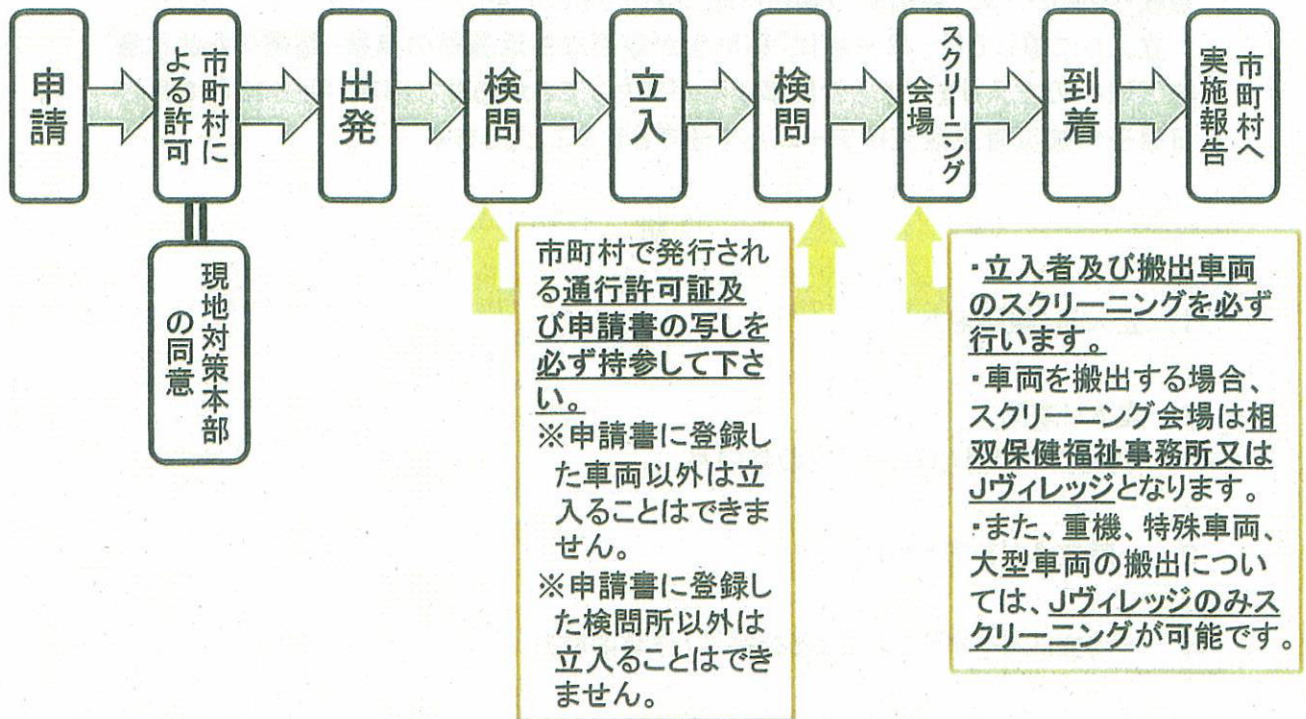 申請
市町村に
よる許可
出発
検問
立入
検問
スクリーニング
会場
到着
市町村へ
実施報告
現地対策本部
の同意
市町村で発行され
る通行許可証及
び申請書の写しを
必ず持参して下さ
い。
※申請書に登録し
た車両以外は立
入ることはできま
せん。
※申請書に登録し
た検問所以外は
立入ることはでき
ません。
・立入者及び搬出車両
のスクリーニングを必ず
行います。
・車両を搬出する場合、
スクリーニング会場は相
双保健福祉事務所又は
Jヴィレッジとなります。
・また、重機、特殊車両、
大型車両の搬出につい
ては、Jヴィレッジのみス
クリーニングが可能です。